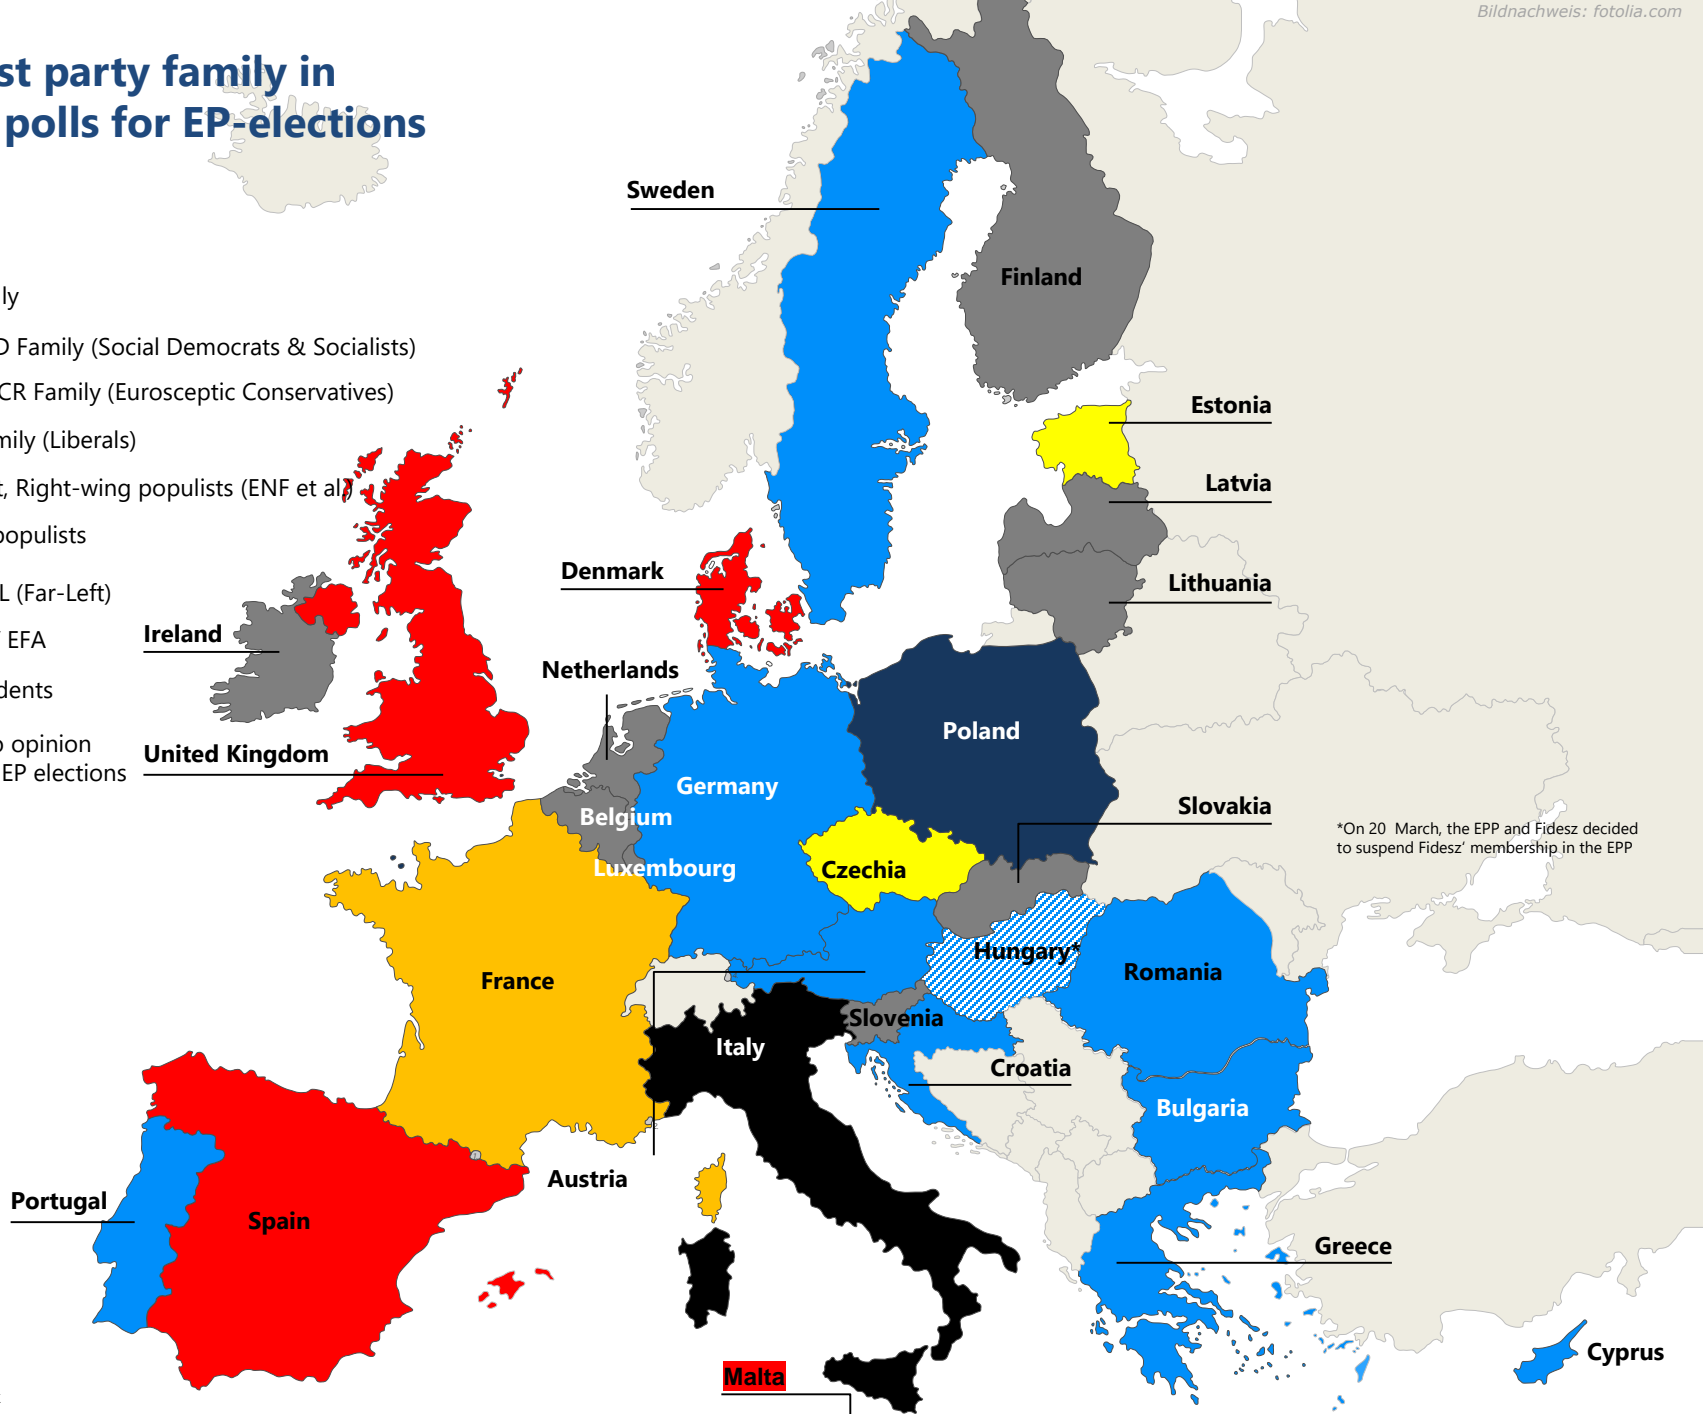 Bildnachweis: fotolia.com
st party family in
polls for EP-elections
ly
D Family (Social Democrats & Socialists)
CR Family (Eurosceptic Conservatives)
mily (Liberals)
t, Right-wing populists (ENF et al)
populists
L (Far-Left)
EFA
dents
o opinion
EP elections
Sweden
Finland
Estonia
Latvia
Lithuania
Denmark
Ireland
Netherlands
United Kingdom
Poland
Germany
Belgium
Luxembourg
Slovakia
*On 20 March, the EPP and Fidesz decided
to suspend Fidesz‘ membership in the EPP
Czechia
Hungary*
Romania
France
Slovenia
Italy
Croatia
Bulgaria
Austria
Portugal
Spain
Greece
Malta
Cyprus